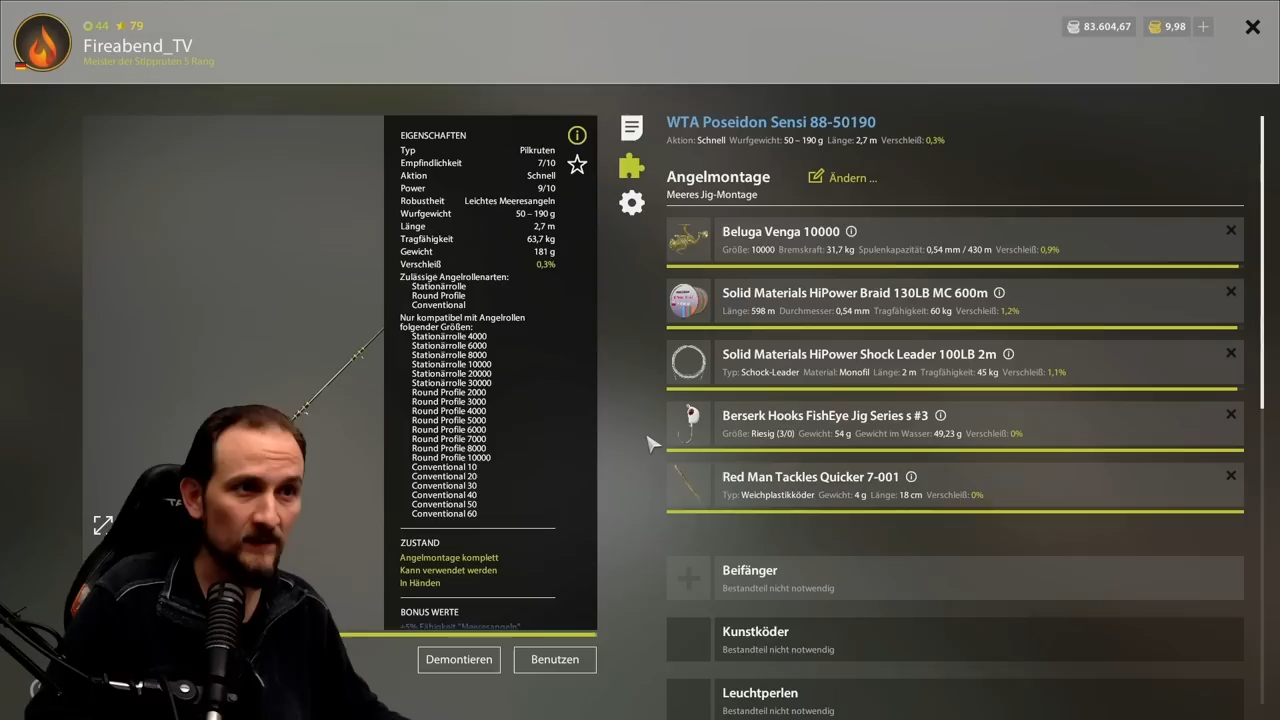 44 79
Fireabend_TV
Meister der Stippruten 5 Rang
83.604,67
9,98
EIGENSCHAFTEN
Typ Pilkruten
Empfindlichkeit 7/10
Aktion Schnell
Power 9/10
Robustheit Leichtes Meeresangeln
Wurfgewicht 50 – 190 g
Länge 2,7 m
Tragfähigkeit 63,7 kg
Gewicht 181 g
Verschleiß 0,3%
Zulässige Angelrollenarten:
Stationärrolle
Round Profile
Conventional
Nur kompatibel mit Angelrollen
folgender Größen:
Stationärrolle 4000
Stationärrolle 6000
Stationärrolle 8000
Stationärrolle 10000
Stationärrolle 20000
Stationärrolle 30000
Round Profile 2000
Round Profile 3000
Round Profile 4000
Round Profile 5000
Round Profile 6000
Round Profile 7000
Round Profile 8000
Round Profile 10000
Conventional 10
Conventional 20
Conventional 30
Conventional 40
Conventional 50
Conventional 60
ZUSTAND
Angelmontage komplett
Kann verwendet werden
In Händen
BONUS WERTE
+5% Fähigkeit "Meeresangeln"
Demontieren
Benutzen
WTA Poseidon Sensi 88-50190
Aktion: Schnell Wurfgewicht: 50 – 190 g Länge: 2,7 m Verschleiß: 0,3%
Angelmontage
Ändern ...
Meeres Jig-Montage
Beluga Venga 10000
Größe: 10000 Bremskraft: 31,7 kg Spulenkapazität: 0,54 mm / 430 m Verschleiß: 0,9%
Solid Materials HiPower Braid 130LB MC 600m
Länge: 598 m Durchmesser: 0,54 mm Tragfähigkeit: 60 kg Verschleiß: 1,2%
Solid Materials HiPower Shock Leader 100LB 2m
Typ: Schock-Leader Material: Monofil Länge: 2 m Tragfähigkeit: 45 kg Verschleiß: 1,1%
Berserk Hooks FishEye Jig Series s #3
Größe: Riesig (3/0) Gewicht: 54 g Gewicht im Wasser: 49,23 g Verschleiß: 0%
Red Man Tackles Quicker 7-001
Typ: Weichplastikköder Gewicht: 4 g Länge: 18 cm Verschleiß: 0%
Beifänger
Bestandteil nicht notwendig
Kunstköder
Bestandteil nicht notwendig
Leuchtperlen
Bestandteil nicht notwendig